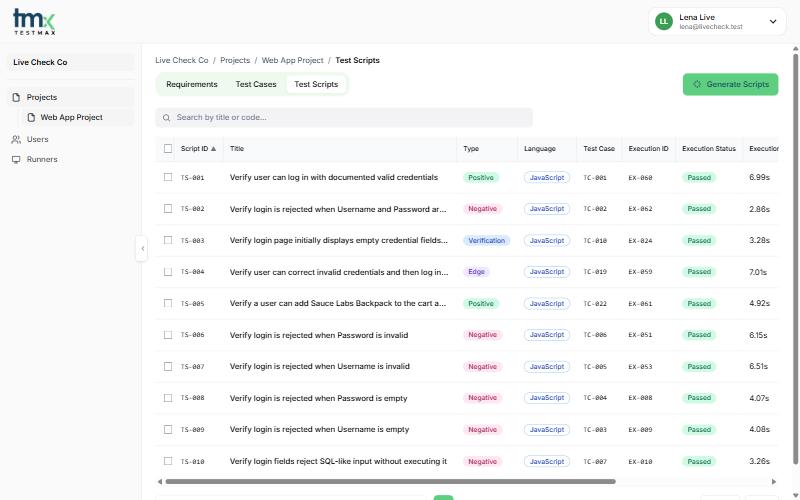 tmx
TESTMAX
LL
Lena Live
lena@livecheck.test
Live Check Co
Projects
Web App Project
Users
Runners
Live Check Co / Projects / Web App Project / Test Scripts
Requirements Test Cases Test Scripts
Generate Scripts
Search by title or code...
Script ID ▲ Title Type Language Test Case Execution ID Execution Status Execution
TS-001 Verify user can log in with documented valid credentials Positive JavaScript TC-001 EX-060 Passed 6.99s
TS-002 Verify login is rejected when Username and Password ar... Negative JavaScript TC-002 EX-062 Passed 2.86s
TS-003 Verify login page initially displays empty credential fields... Verification JavaScript TC-010 EX-024 Passed 3.28s
TS-004 Verify user can correct invalid credentials and then log in... Edge JavaScript TC-019 EX-059 Passed 7.01s
TS-005 Verify a user can add Sauce Labs Backpack to the cart a... Positive JavaScript TC-022 EX-061 Passed 4.92s
TS-006 Verify login is rejected when Password is invalid Negative JavaScript TC-006 EX-051 Passed 6.15s
TS-007 Verify login is rejected when Username is invalid Negative JavaScript TC-005 EX-053 Passed 6.51s
TS-008 Verify login is rejected when Password is empty Negative JavaScript TC-004 EX-008 Passed 4.07s
TS-009 Verify login is rejected when Username is empty Negative JavaScript TC-003 EX-009 Passed 4.08s
TS-010 Verify login fields reject SQL-like input without executing it Negative JavaScript TC-007 EX-010 Passed 3.26s